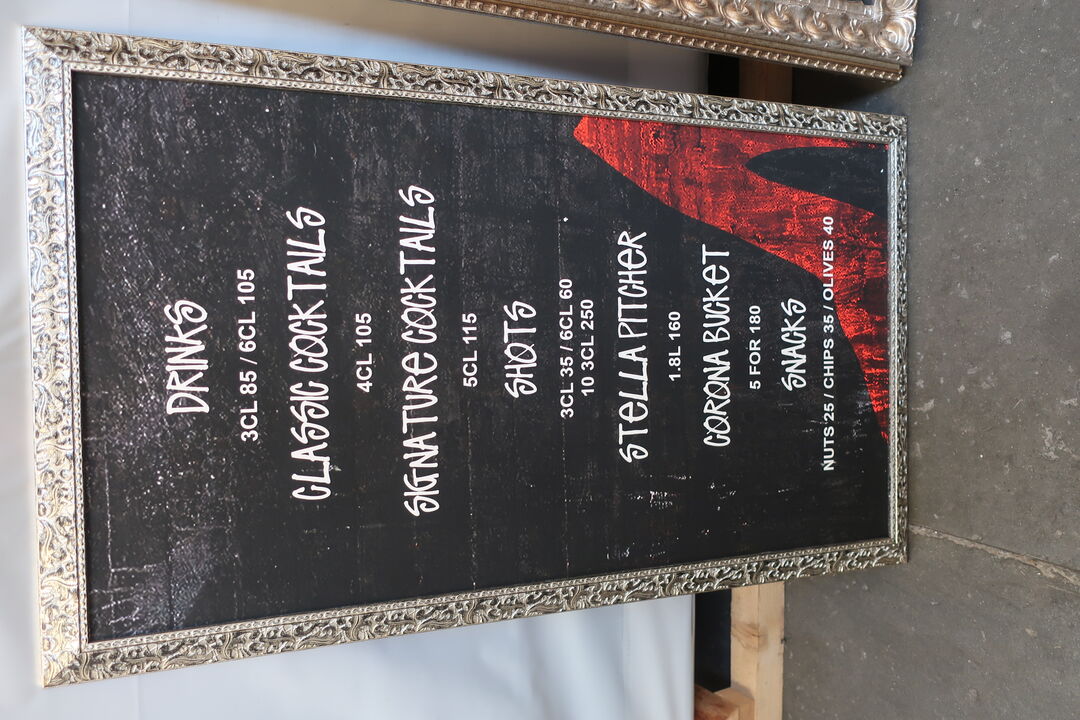 DRINKS
3CL 85 / 6CL 105
CLASSIC COCKTAILS
4CL 105
SIGNATURE COCKTAILS
5CL 115
SHOTS
3CL 35 / 6CL 60
10 3CL 250
STELLA PITCHER
1.8L 160
CORONA BUCKET
5 FOR 180
SNACKS
NUTS 25 / CHIPS 35 / OLIVES 40